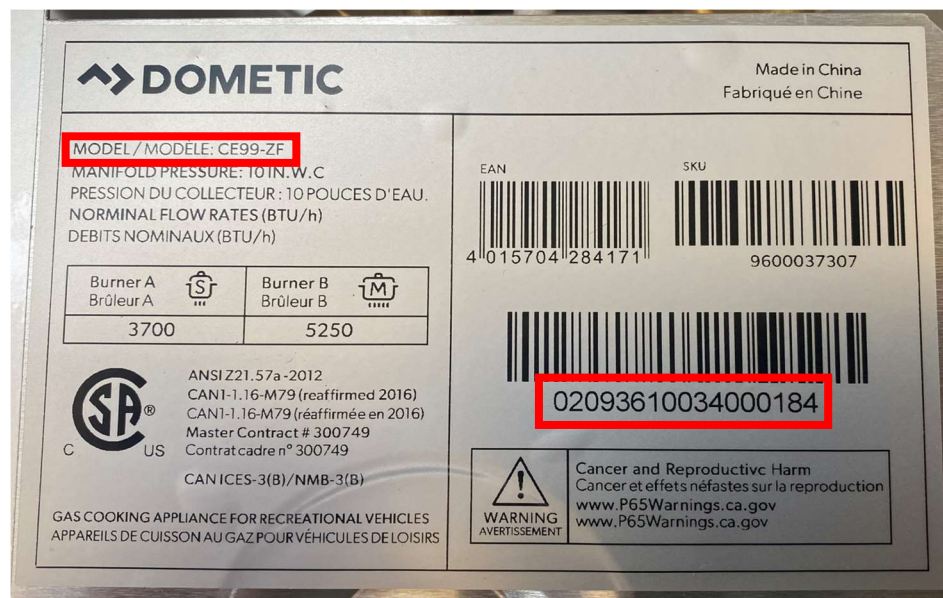 DOMETIC
Made in China
Fabriqué en Chine
MODEL / MODÈLE: CE99-ZF
MANIFOLD PRESSURE: 10 IN.W.C
PRESSION DU COLLECTEUR : 10 POUCES D'EAU.
NORMINAL FLOW RATES (BTU/h)
DEBITS NOMINAUX (BTU/h)
Burner A
Brûleur A
S
Burner B
Brûleur B
M
3700
5250
ANSI Z21.57a-2012
CAN1-1.16-M79 (reaffirmed 2016)
CAN1-1.16-M79 (réaffirmée en 2016)
Master Contract # 300749
Contrat cadre n° 300749
SA ®
C US
CAN ICES-3(B)/NMB-3(B)
GAS COOKING APPLIANCE FOR RECREATIONAL VEHICLES
APPAREILS DE CUISSON AU GAZ POUR VÉHICULES DE LOISIRS
EAN
4 015704 284171
SKU
9600037307
02093610034000184
WARNING
AVERTISSEMENT
Cancer and Reproductivc Harm
Cancer et effets néfastes sur la reproduction
www.P65Warnings.ca.gov
www.P65Warnings.ca.gov